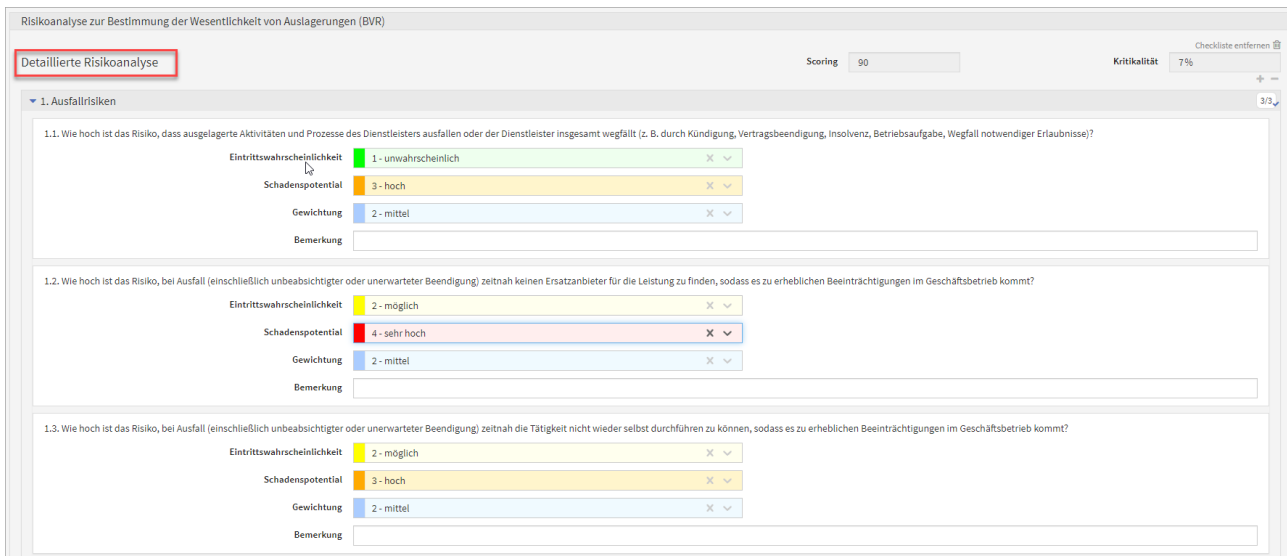 Risikoanalyse zur Bestimmung der Wesentlichkeit von Auslagerungen (BVR)
Checkliste entfernen
Detaillierte Risikoanalyse
Scoring 90
Kritikalität 7%
1. Ausfallrisiken 3/3
1.1. Wie hoch ist das Risiko, dass ausgelagerte Aktivitäten und Prozesse des Dienstleisters ausfallen oder der Dienstleister insgesamt wegfällt (z. B. durch Kündigung, Vertragsbeendigung, Insolvenz, Betriebsaufgabe, Wegfall notwendiger Erlaubnisse)?
Eintrittswahrscheinlichkeit 1 - unwahrscheinlich
Schadenspotential 3 - hoch
Gewichtung 2 - mittel
Bemerkung
1.2. Wie hoch ist das Risiko, bei Ausfall (einschließlich unbeabsichtigter oder unerwarteter Beendigung) zeitnah keinen Ersatzanbieter für die Leistung zu finden, sodass es zu erheblichen Beeinträchtigungen im Geschäftsbetrieb kommt?
Eintrittswahrscheinlichkeit 2 - möglich
Schadenspotential 4 - sehr hoch
Gewichtung 2 - mittel
Bemerkung
1.3. Wie hoch ist das Risiko, bei Ausfall (einschließlich unbeabsichtigter oder unerwarteter Beendigung) zeitnah die Tätigkeit nicht wieder selbst durchführen zu können, sodass es zu erheblichen Beeinträchtigungen im Geschäftsbetrieb kommt?
Eintrittswahrscheinlichkeit 2 - möglich
Schadenspotential 3 - hoch
Gewichtung 2 - mittel
Bemerkung